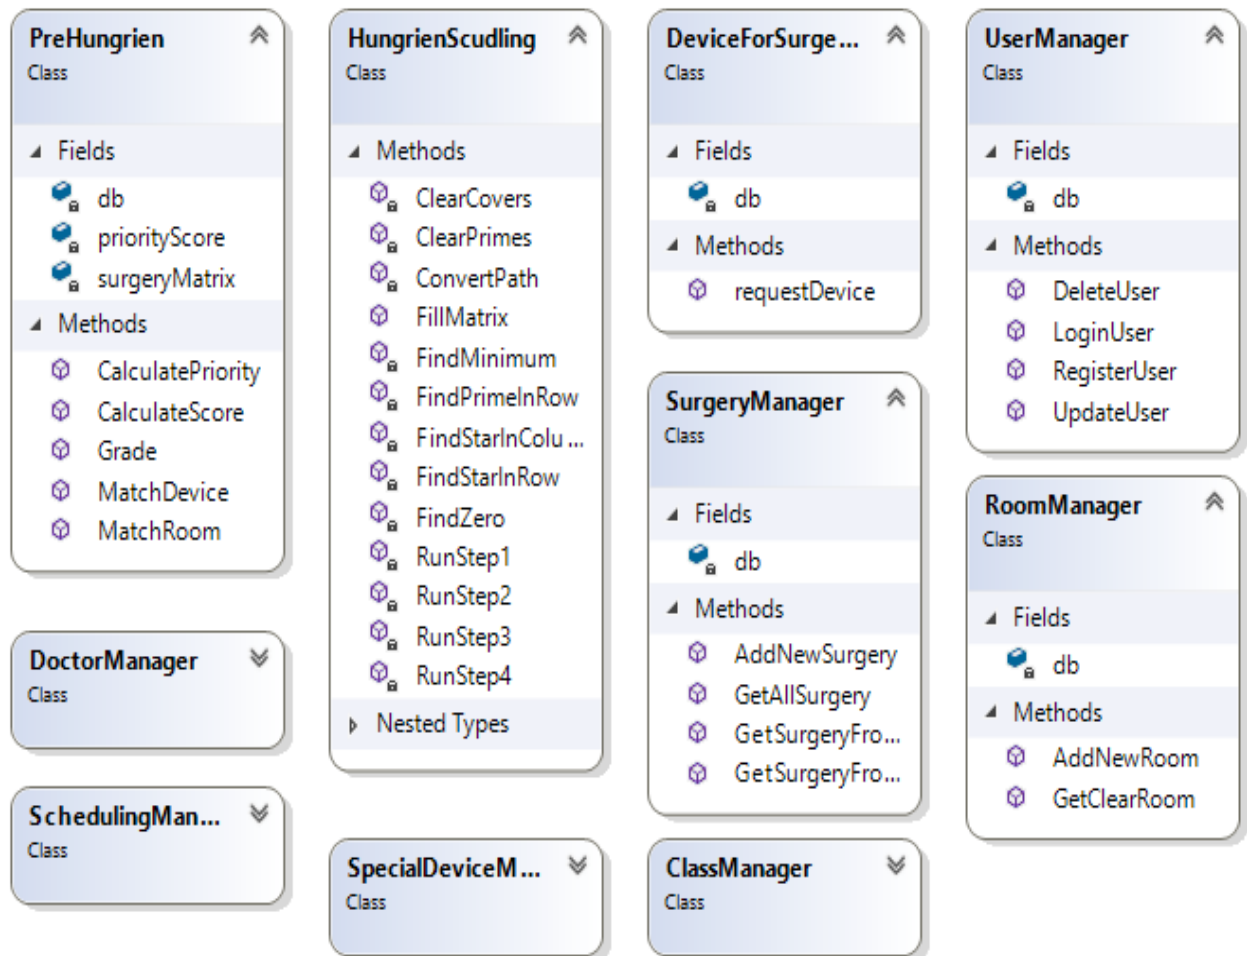 PreHungrien
Class
Fields
db
priorityScore
surgeryMatrix
Methods
CalculatePriority
CalculateScore
Grade
MatchDevice
MatchRoom
DoctorManager
Class
SchedulingMan...
Class
HungrienScudling
Class
Methods
ClearCovers
ClearPrimes
ConvertPath
FillMatrix
FindMinimum
FindPrimeInRow
FindStarInColu ...
FindStarInRow
FindZero
RunStep1
RunStep2
RunStep3
RunStep4
Nested Types
SpecialDeviceM ...
Class
DeviceForSurge...
Class
Fields
db
Methods
requestDevice
SurgeryManager
Class
Fields
db
Methods
AddNewSurgery
GetAllSurgery
GetSurgeryFro...
GetSurgeryFro...
ClassManager
Class
UserManager
Class
Fields
db
Methods
DeleteUser
LoginUser
RegisterUser
UpdateUser
RoomManager
Class
Fields
db
Methods
AddNewRoom
GetClearRoom